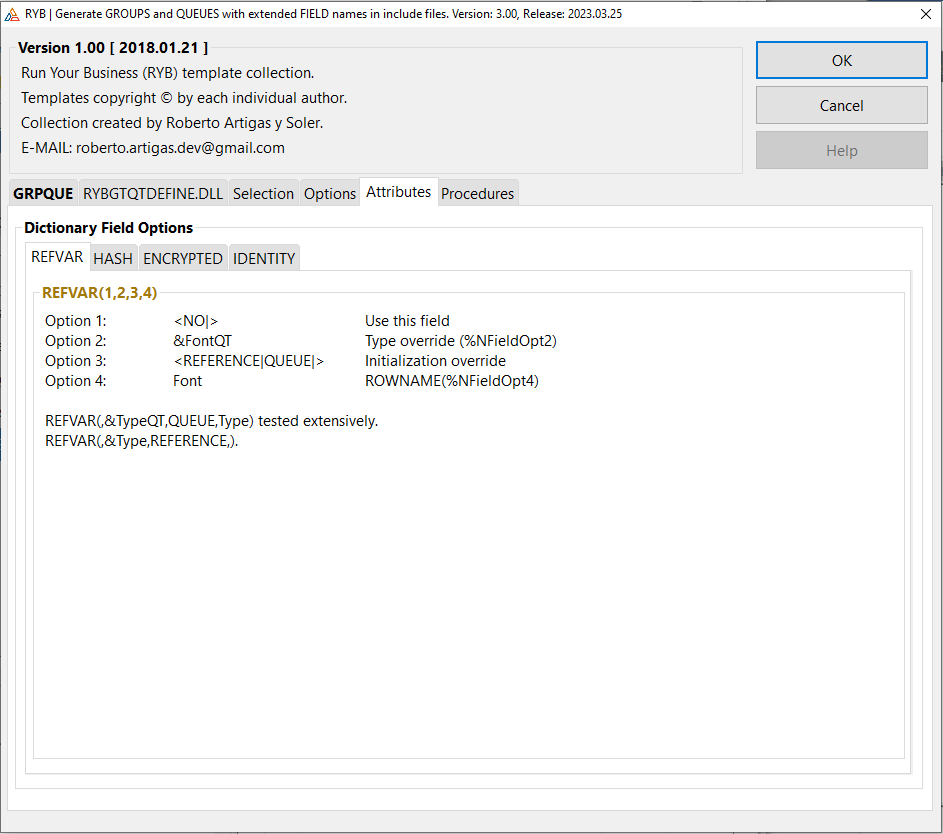 RYB | Generate GROUPS and QUEUES with extended FIELD names in include files. Version: 3.00, Release: 2023.03.25
Version 1.00 [ 2018.01.21 ]
Run Your Business (RYB) template collection.
Templates copyright © by each individual author.
Collection created by Roberto Artigas y Soler.
E-MAIL: roberto.artigas.dev@gmail.com
OK
Cancel
Help
GRPQUE RYBGTQTDEFINE.DLL Selection Options Attributes Procedures
Dictionary Field Options
REFVAR HASH ENCRYPTED IDENTITY
REFVAR(1,2,3,4)
Option 1: <NO|> Use this field
Option 2: &FontQT Type override (%NFieldOpt2)
Option 3: <REFERENCE|QUEUE|> Initialization override
Option 4: Font ROWNAME(%NFieldOpt4)
REFVAR(,&TypeQT,QUEUE,Type) tested extensively.
REFVAR(,&Type,REFERENCE,).